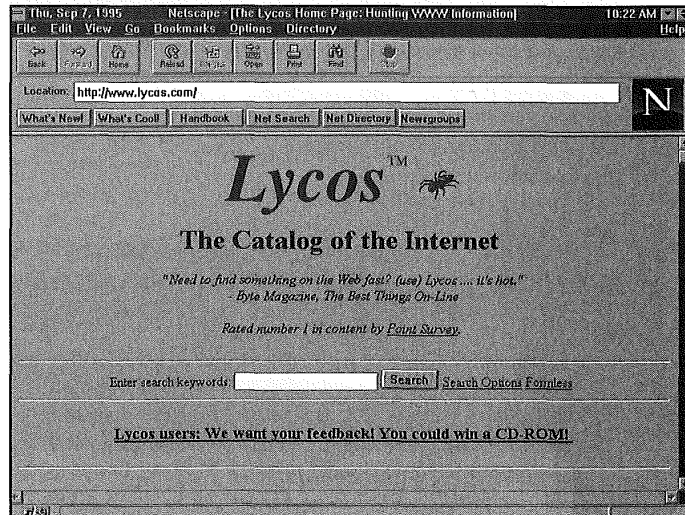 Thu, Sep 7, 1995 Netscape - [The Lycos Home Page: Hunting WWW Information] 10:22 AM
File Edit View Go Bookmarks Options Directory Help
Back Forward Home Reload Open Print Find Stop
Location: http://www.lycos.com/
N
What's New! What's Cool! Handbook Net Search Net Directory Newsgroups
Lycos™
The Catalog of the Internet
"Need to find something on the Web fast? (use) Lycos .... it's hot."
- Byte Magazine, The Best Things On-Line
Rated number 1 in content by Point Survey.
Enter search keywords: Search Search Options Formless
Lycos users: We want your feedback! You could win a CD-ROM!